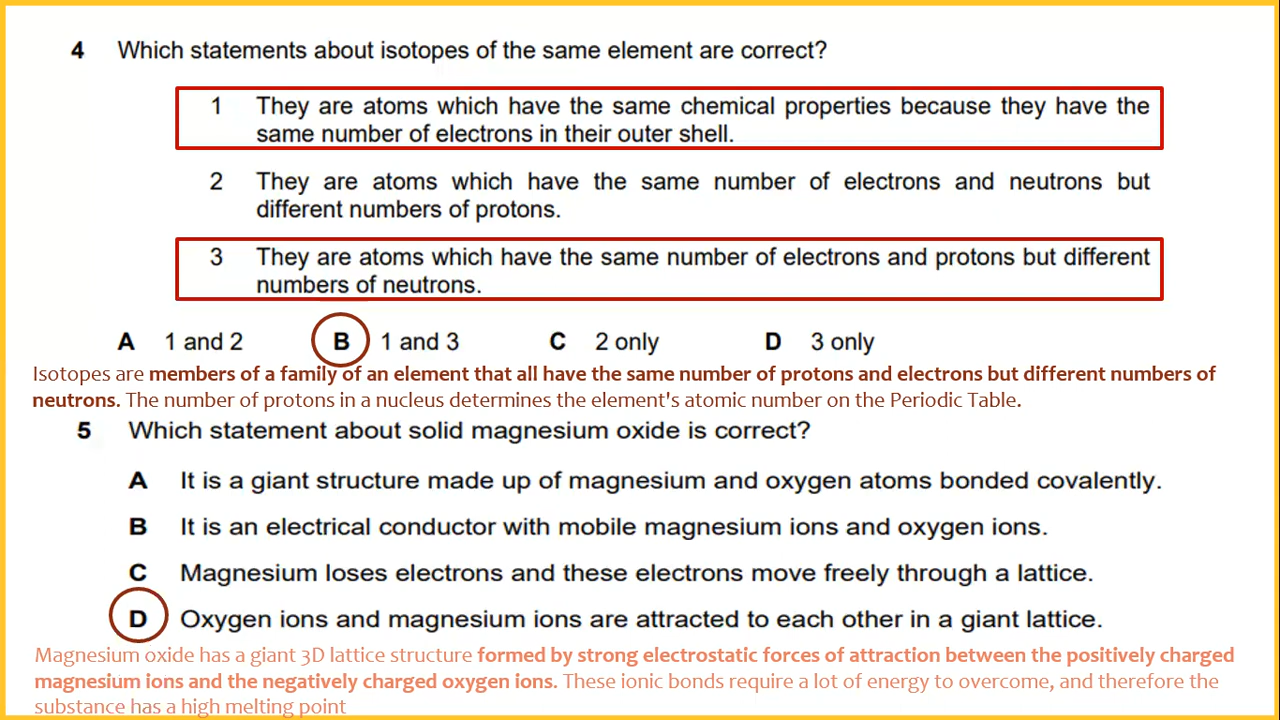 4 Which statements about isotopes of the same element are correct?
1 They are atoms which have the same chemical properties because they have the
same number of electrons in their outer shell.
2 They are atoms which have the same number of electrons and neutrons but
different numbers of protons.
3 They are atoms which have the same number of electrons and protons but different
numbers of neutrons.
A 1 and 2 B 1 and 3 C 2 only D 3 only
Isotopes are members of a family of an element that all have the same number of protons and electrons but different numbers of
neutrons. The number of protons in a nucleus determines the element's atomic number on the Periodic Table.
5 Which statement about solid magnesium oxide is correct?
A It is a giant structure made up of magnesium and oxygen atoms bonded covalently.
B It is an electrical conductor with mobile magnesium ions and oxygen ions.
C Magnesium loses electrons and these electrons move freely through a lattice.
D Oxygen ions and magnesium ions are attracted to each other in a giant lattice.
Magnesium oxide has a giant 3D lattice structure formed by strong electrostatic forces of attraction between the positively charged
magnesium ions and the negatively charged oxygen ions. These ionic bonds require a lot of energy to overcome, and therefore the
substance has a high melting point